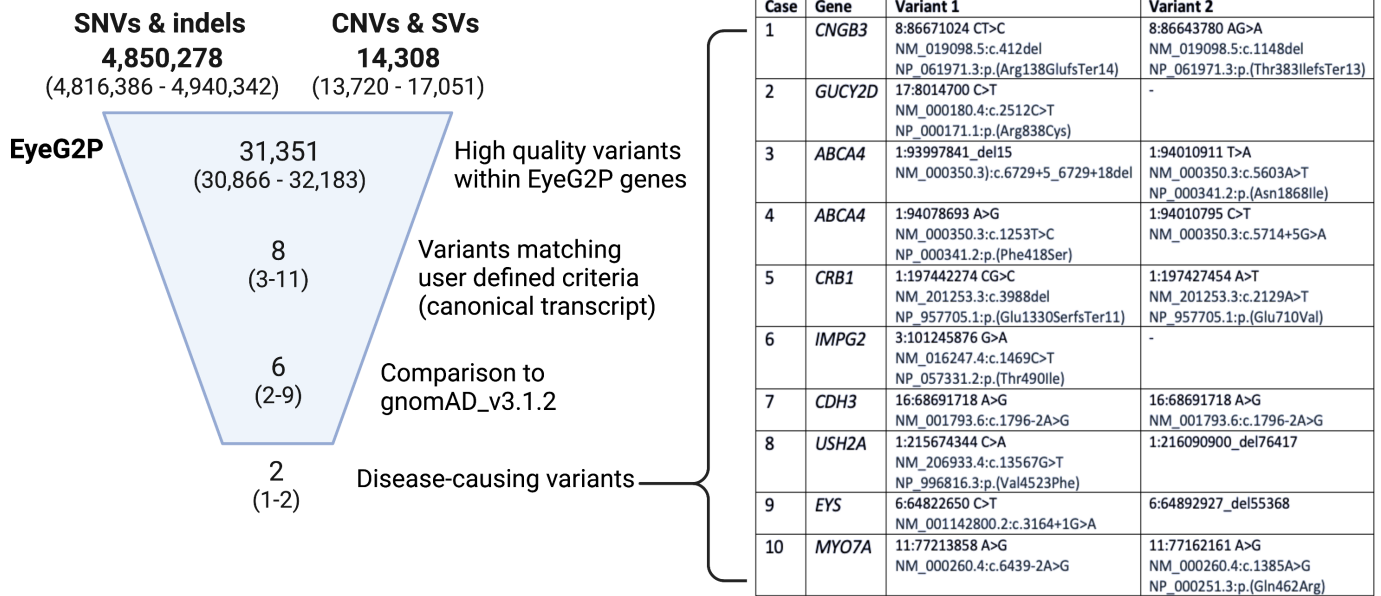 SNVs & indels
4,850,278
(4,816,386 - 4,940,342)
CNVs & SVs
14,308
(13,720 - 17,051)
EyeG2P
31,351
(30,866 - 32,183)
High quality variants
within EyeG2P genes
8
(3-11)
Variants matching
user defined criteria
(canonical transcript)
6
(2-9)
Comparison to
gnomAD_v3.1.2
2
(1-2)
Disease-causing variants
Case Gene Variant 1 Variant 2
1 CNGB3 8:86671024 CT>C 8:86643780 AG>A
NM_019098.5:c.412del NM_019098.5:c.1148del
NP_061971.3:p.(Arg138GlufsTer14) NP_061971.3:p.(Thr383IlefsTer13)
2 GUCY2D 17:8014700 C>T -
NM_000180.4:c.2512C>T
NP_000171.1:p.(Arg838Cys)
3 ABCA4 1:93997841_del15 1:94010911 T>A
NM_000350.3):c.6729+5_6729+18del NM_000350.3:c.5603A>T
NP_000341.2:p.(Asn1868Ile)
4 ABCA4 1:94078693 A>G 1:94010795 C>T
NM_000350.3:c.1253T>C NM_000350.3:c.5714+5G>A
NP_000341.2:p.(Phe418Ser)
5 CRB1 1:197442274 CG>C 1:197427454 A>T
NM_201253.3:c.3988del NM_201253.3:c.2129A>T
NP_957705.1:p.(Glu1330SerfsTer11) NP_957705.1:p.(Glu710Val)
6 IMPG2 3:101245876 G>A -
NM_016247.4:c.1469C>T
NP_057331.2:p.(Thr490Ile)
7 CDH3 16:68691718 A>G 16:68691718 A>G
NM_001793.6:c.1796-2A>G NM_001793.6:c.1796-2A>G
8 USH2A 1:215674344 C>A 1:216090900_del76417
NM_206933.4:c.13567G>T
NP_996816.3:p.(Val4523Phe)
9 EYS 6:64822650 C>T 6:64892927_del55368
NM_001142800.2:c.3164+1G>A
10 MYO7A 11:77213858 A>G 11:77162161 A>G
NM_000260.4:c.6439-2A>G NM_000260.4:c.1385A>G
NP_000251.3:p.(Gln462Arg)